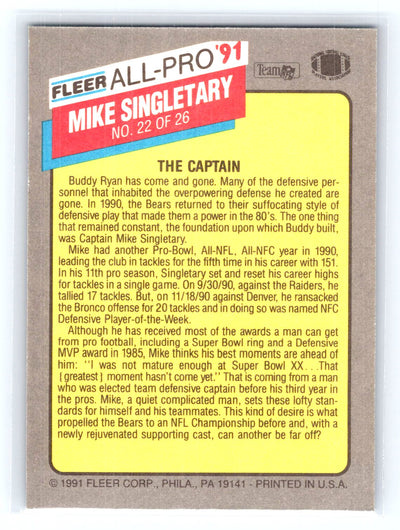 FLEER ALL-PRO '91
MIKE SINGLETARY
NO. 22 OF 26
Team
THE CAPTAIN
Buddy Ryan has come and gone. Many of the defensive per-
sonnel that inhabited the overpowering defense he created are
gone. In 1990, the Bears returned to their suffocating style of
defensive play that made them a power in the 80's. The one thing
that remained constant, the foundation upon which Buddy built,
was Captain Mike Singletary.
Mike had another Pro-Bowl, All-NFL, All-NFC year in 1990,
leading the club in tackles for the fifth time in his career with 151.
In his 11th pro season, Singletary set and reset his career highs
for tackles in a single game. On 9/30/90, against the Raiders, he
tallied 17 tackles. But, on 11/18/90 against Denver, he ransacked
the Bronco offense for 20 tackles and in doing so was named NFC
Defensive Player-of-the-Week.
Although he has received most of the awards a man can get
from pro football, including a Super Bowl ring and a Defensive
MVP award in 1985, Mike thinks his best moments are ahead of
him: "I was not mature enough at Super Bowl XX...That
[greatest] moment hasn't come yet." That is coming from a man
who was elected team defensive captain before his third year in
the pros. Mike, a quiet complicated man, sets these lofty stan-
dards for himself and his teammates. This kind of desire is what
propelled the Bears to an NFL Championship before and, with a
newly rejuvenated supporting cast, can another be far off?
© 1991 FLEER CORP., PHILA., PA 19141 - PRINTED IN U.S.A.